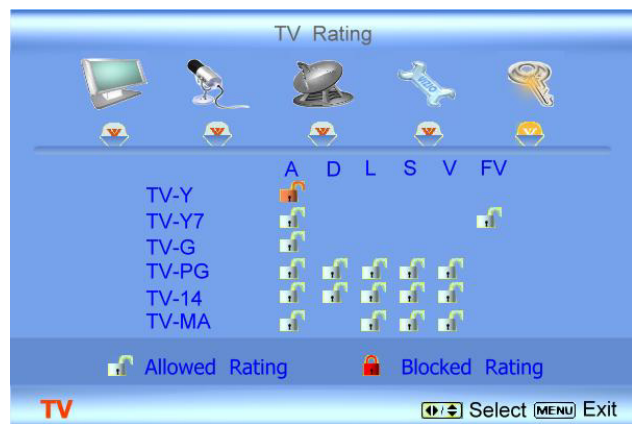 TV Rating
VIZIO
A D L S V FV
TV-Y
TV-Y7
TV-G
TV-PG
TV-14
TV-MA
Allowed Rating
Blocked Rating
TV
Select MENU Exit